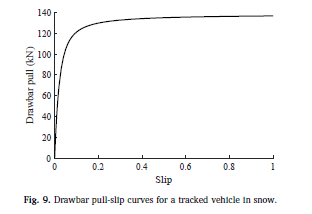 140
120
100
80
60
40
20
0
Drawbar pull (kN)
0 0.2 0.4 0.6 0.8 1
Slip
Fig. 9. Drawbar pull-slip curves for a tracked vehicle in snow.